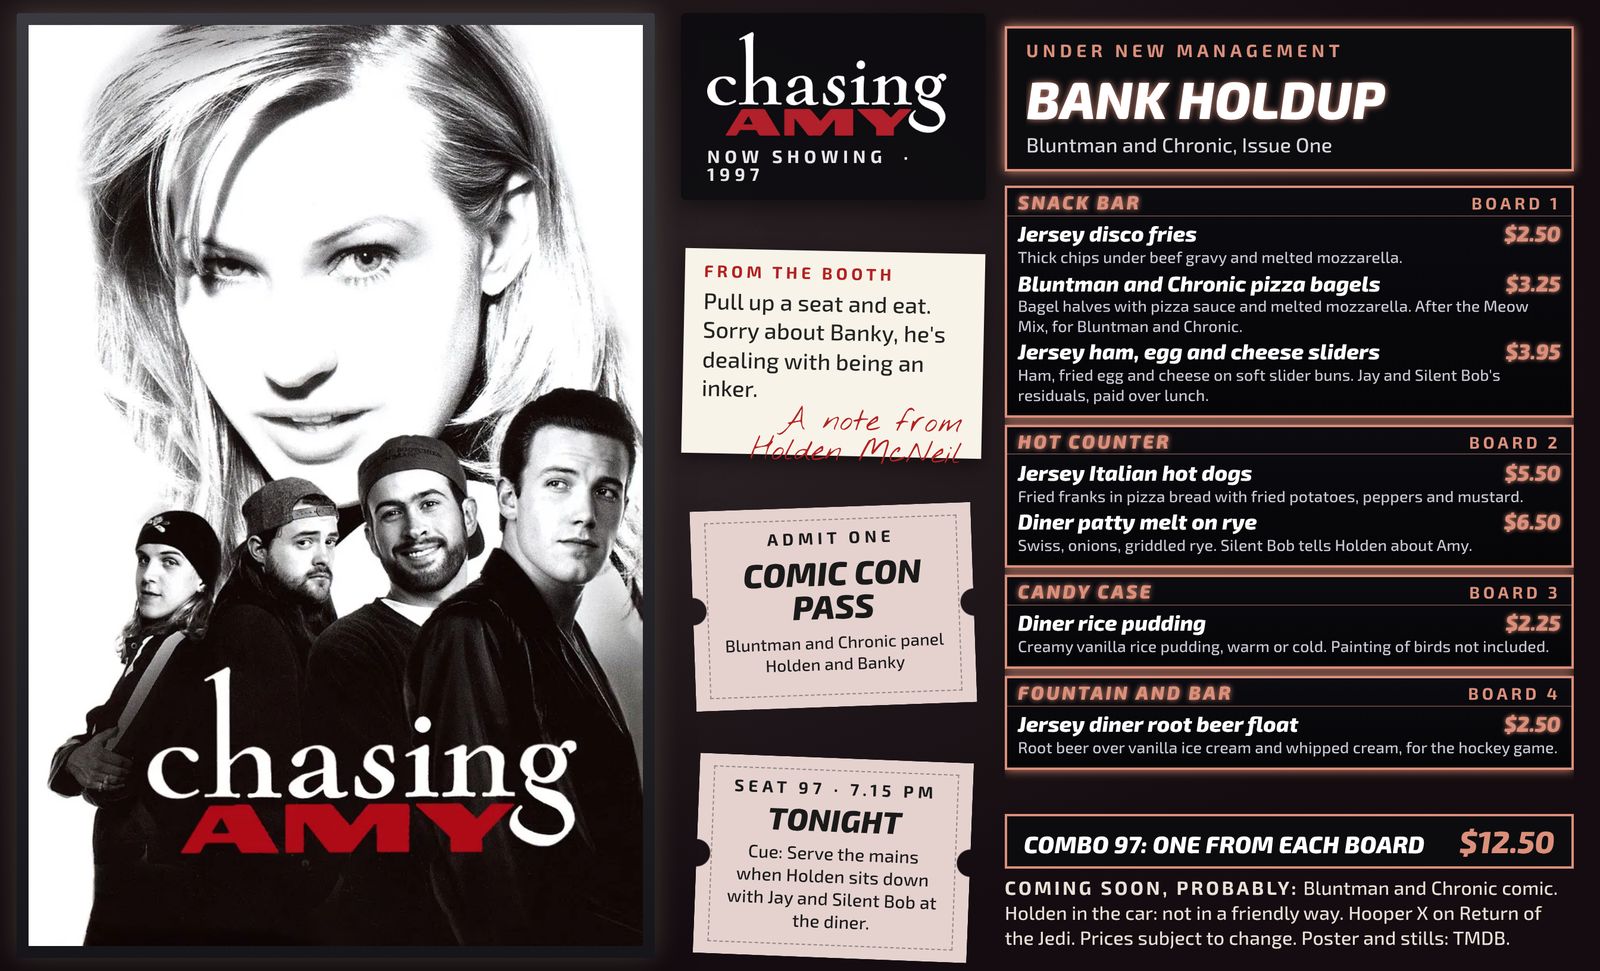 chasing
AMY
chasing
AMY
NOW SHOWING ·
1997
FROM THE BOOTH
Pull up a seat and eat.
Sorry about Banky, he's
dealing with being an
inker.
A note from
Holden McNeil
ADMIT ONE
COMIC CON
PASS
Bluntman and Chronic panel
Holden and Banky
SEAT 97 · 7.15 PM
TONIGHT
Cue: Serve the mains
when Holden sits down
with Jay and Silent Bob at
the diner.
UNDER NEW MANAGEMENT
BANK HOLDUP
Bluntman and Chronic, Issue One
SNACK BAR BOARD 1
Jersey disco fries $2.50
Thick chips under beef gravy and melted mozzarella.
Bluntman and Chronic pizza bagels $3.25
Bagel halves with pizza sauce and melted mozzarella. After the Meow
Mix, for Bluntman and Chronic.
Jersey ham, egg and cheese sliders $3.95
Ham, fried egg and cheese on soft slider buns. Jay and Silent Bob's
residuals, paid over lunch.
HOT COUNTER BOARD 2
Jersey Italian hot dogs $5.50
Fried franks in pizza bread with fried potatoes, peppers and mustard.
Diner patty melt on rye $6.50
Swiss, onions, griddled rye. Silent Bob tells Holden about Amy.
CANDY CASE BOARD 3
Diner rice pudding $2.25
Creamy vanilla rice pudding, warm or cold. Painting of birds not included.
FOUNTAIN AND BAR BOARD 4
Jersey diner root beer float $2.50
Root beer over vanilla ice cream and whipped cream, for the hockey game.
COMBO 97: ONE FROM EACH BOARD $12.50
COMING SOON, PROBABLY: Bluntman and Chronic comic.
Holden in the car: not in a friendly way. Hooper X on Return of
the Jedi. Prices subject to change. Poster and stills: TMDB.